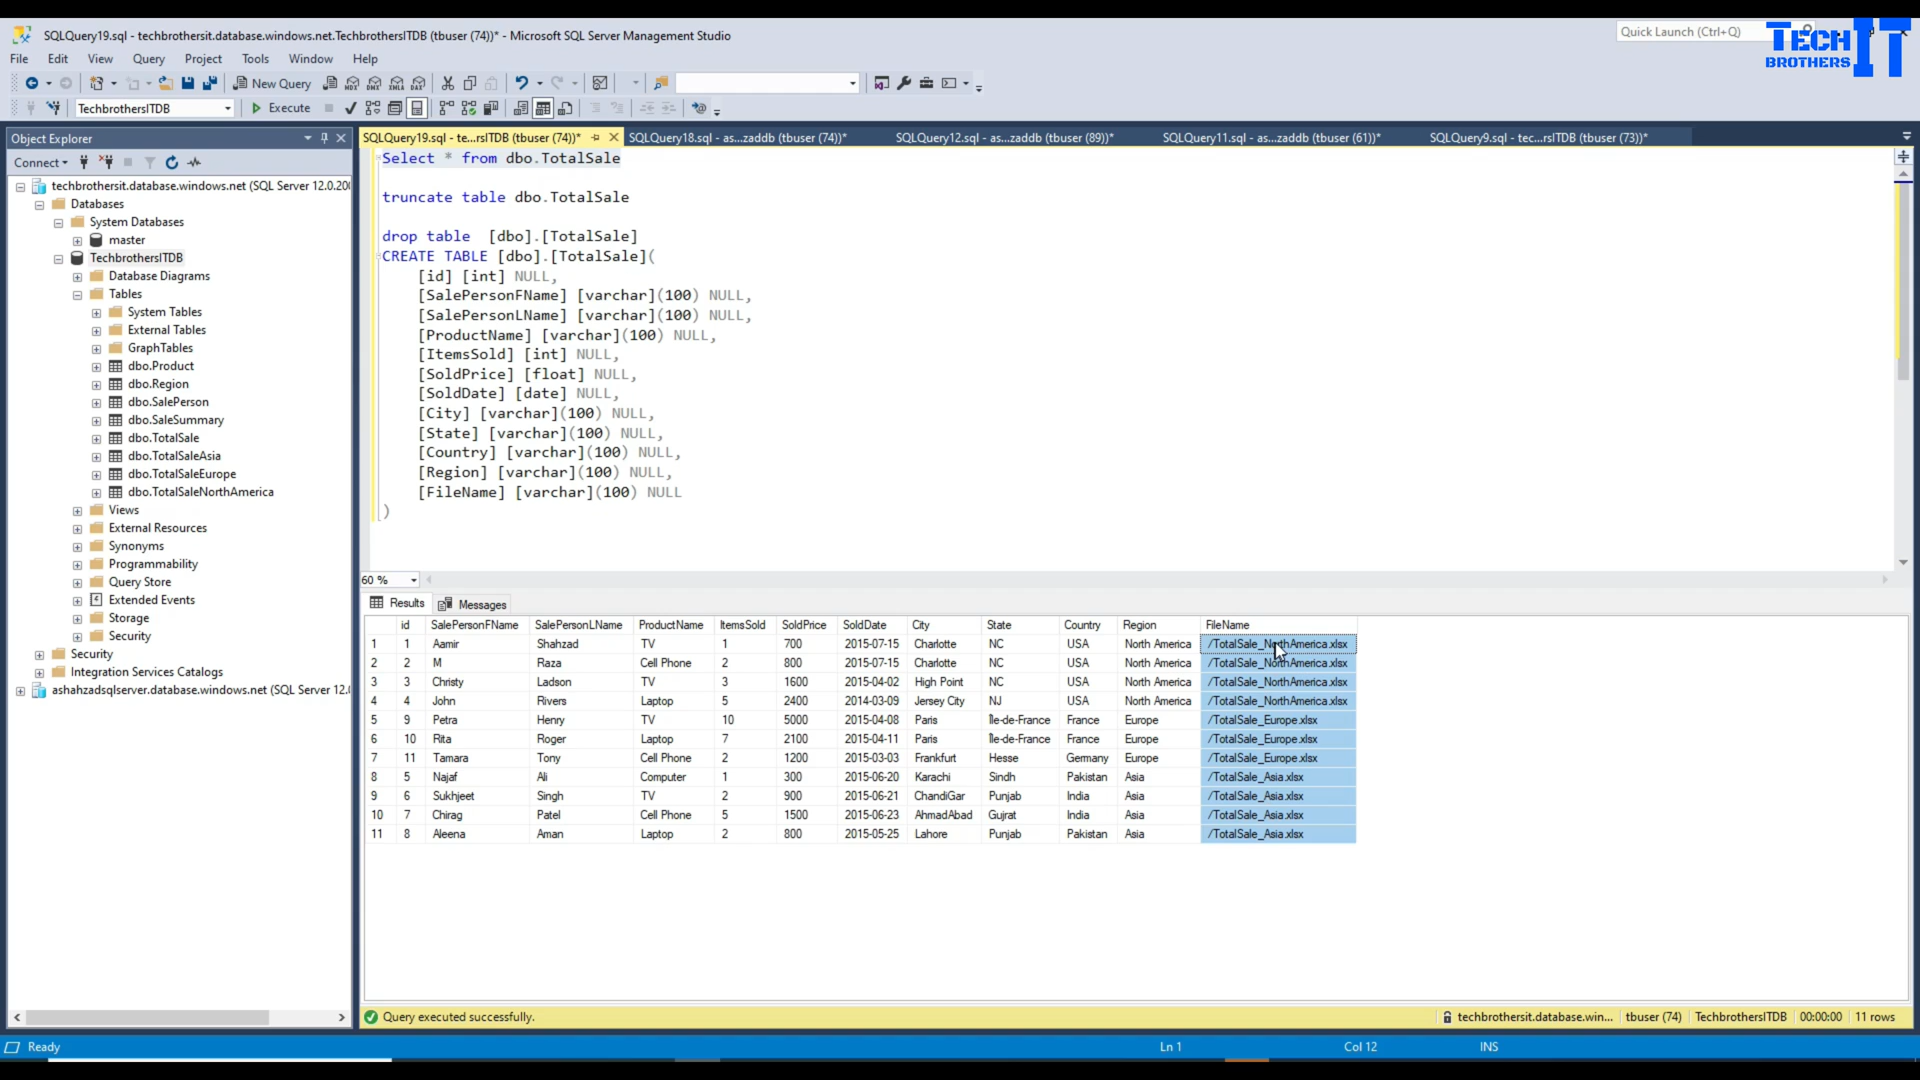 SQLQuery19.sql - techbrothersit.database.windows.net.TechbrothersITDB (tbuser (74))* - Microsoft SQL Server Management Studio
Quick Launch (Ctrl+Q)
TECH IT
BROTHERS
File Edit View Query Project Tools Window Help
New Query
TechbrothersITDB Execute
Object Explorer
SQLQuery19.sql - te...rsITDB (tbuser (74))* SQLQuery18.sql - as...zaddb (tbuser (74))* SQLQuery12.sql - as...zaddb (tbuser (89))* SQLQuery11.sql - as...zaddb (tbuser (61))* SQLQuery9.sql - tec...rsITDB (tbuser (73))*
Connect
techbrothersit.database.windows.net (SQL Server 12.0.200
Databases
System Databases
master
TechbrothersITDB
Database Diagrams
Tables
System Tables
External Tables
GraphTables
dbo.Product
dbo.Region
dbo.SalePerson
dbo.SaleSummary
dbo.TotalSale
dbo.TotalSaleAsia
dbo.TotalSaleEurope
dbo.TotalSaleNorthAmerica
Views
External Resources
Synonyms
Programmability
Query Store
Extended Events
Storage
Security
Security
Integration Services Catalogs
ashahzadsqlserver.database.windows.net (SQL Server 12.
Select * from dbo.TotalSale
truncate table dbo.TotalSale
drop table [dbo].[TotalSale]
CREATE TABLE [dbo].[TotalSale](
[id] [int] NULL,
[SalePersonFName] [varchar](100) NULL,
[SalePersonLName] [varchar](100) NULL,
[ProductName] [varchar](100) NULL,
[ItemsSold] [int] NULL,
[SoldPrice] [float] NULL,
[SoldDate] [date] NULL,
[City] [varchar](100) NULL,
[State] [varchar](100) NULL,
[Country] [varchar](100) NULL,
[Region] [varchar](100) NULL,
[FileName] [varchar](100) NULL
)
60 %
Results Messages
id SalePersonFName SalePersonLName ProductName ItemsSold SoldPrice SoldDate City State Country Region FileName
1 1 Aamir Shahzad TV 1 700 2015-07-15 Charlotte NC USA North America /TotalSale_NorthAmerica.xlsx
2 2 M Raza Cell Phone 2 800 2015-07-15 Charlotte NC USA North America /TotalSale_NorthAmerica.xlsx
3 3 Christy Ladson TV 3 1600 2015-04-02 High Point NC USA North America /TotalSale_NorthAmerica.xlsx
4 4 John Rivers Laptop 5 2400 2014-03-09 Jersey City NJ USA North America /TotalSale_NorthAmerica.xlsx
5 9 Petra Henry TV 10 5000 2015-04-08 Paris Île-de-France France Europe /TotalSale_Europe.xlsx
6 10 Rita Roger Laptop 7 2100 2015-04-11 Paris Île-de-France France Europe /TotalSale_Europe.xlsx
7 11 Tamara Tony Cell Phone 2 1200 2015-03-03 Frankfurt Hesse Germany Europe /TotalSale_Europe.xlsx
8 5 Najaf Ali Computer 1 300 2015-06-20 Karachi Sindh Pakistan Asia /TotalSale_Asia.xlsx
9 6 Sukhjeet Singh TV 2 900 2015-06-21 ChandiGar Punjab India Asia /TotalSale_Asia.xlsx
10 7 Chirag Patel Cell Phone 5 1500 2015-06-23 AhmadAbad Gujrat India Asia /TotalSale_Asia.xlsx
11 8 Aleena Aman Laptop 2 800 2015-05-25 Lahore Punjab Pakistan Asia /TotalSale_Asia.xlsx
Query executed successfully. techbrothersit.database.win... tbuser (74) TechbrothersITDB 00:00:00 11 rows
Ready Ln 1 Col 12 INS